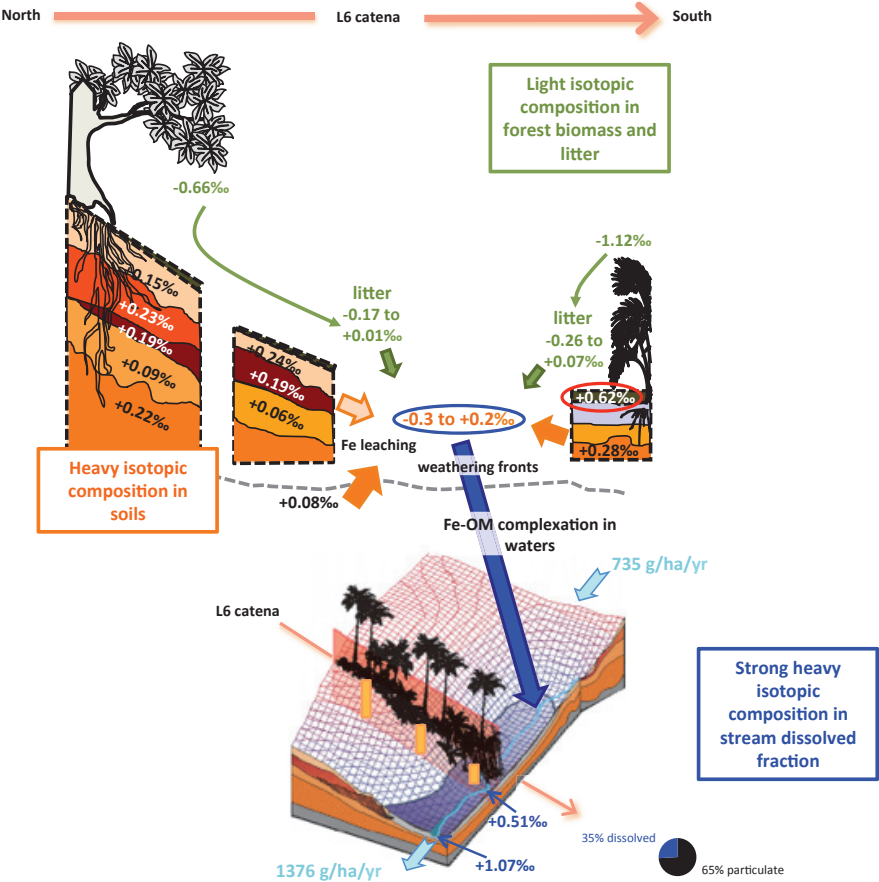 North
L6 catena
South
Light isotopic
composition in
forest biomass and
litter
-0.66‰
-1.12‰
litter
-0.17 to
+0.01‰
litter
-0.26 to
+0.07‰
+0.15‰
+0.23‰
+0.19‰
+0.09‰
+0.22‰
+0.24‰
+0.19‰
+0.06‰
-0.3 to +0.2‰
+0.62‰
+0.28‰
Fe leaching
weathering fronts
Heavy isotopic
composition in
soils
+0.08‰
Fe-OM complexation in
waters
735 g/ha/yr
L6 catena
Strong heavy
isotopic
composition in
stream dissolved
fraction
+0.51‰
+1.07‰
1376 g/ha/yr
35% dissolved
65% particulate